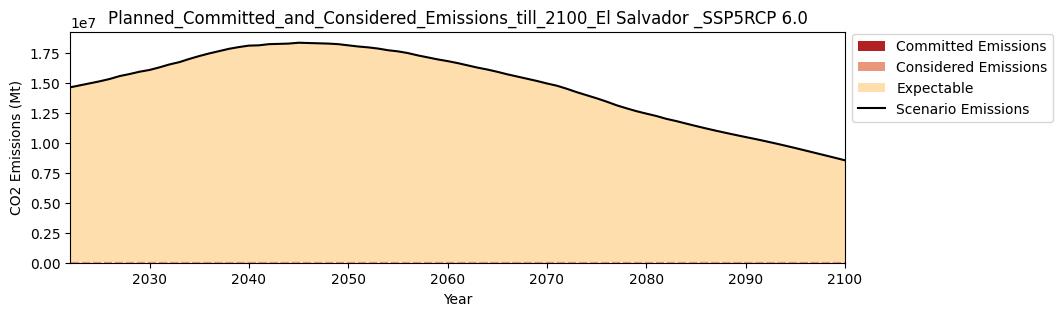 Planned_Committed_and_Considered_Emissions_till_2100_El Salvador _SSP5RCP 6.0
1e7
CO2 Emissions (Mt)
1.75
1.50
1.25
1.00
0.75
0.50
0.25
0.00
2030 2040 2050 2060 2070 2080 2090 2100
Year
Committed Emissions
Considered Emissions
Expectable
Scenario Emissions